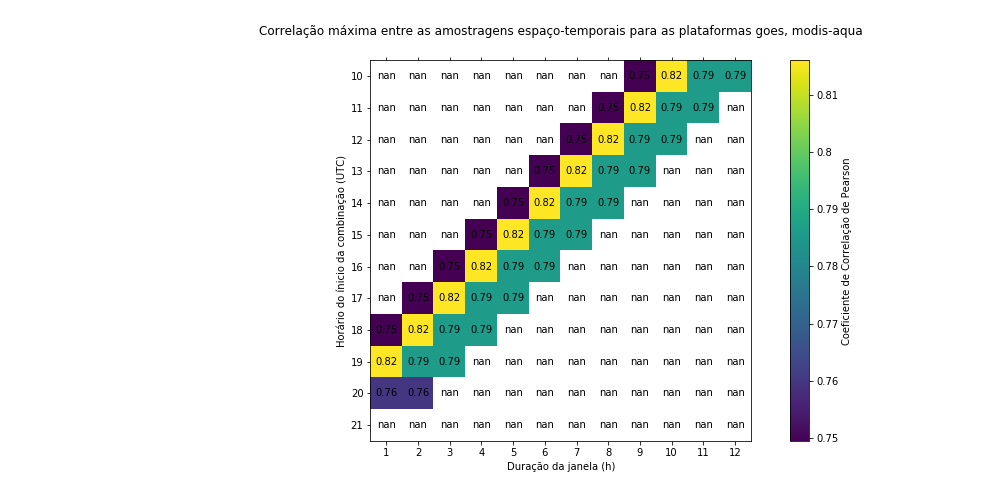 Correlação máxima entre as amostragens espaço-temporais para as plataformas goes, modis-aqua
10 nan nan nan nan nan nan nan nan 0.75 0.82 0.79 0.79
11 nan nan nan nan nan nan nan 0.75 0.82 0.79 0.79 nan
12 nan nan nan nan nan nan 0.75 0.82 0.79 0.79 nan nan
13 nan nan nan nan nan 0.75 0.82 0.79 0.79 nan nan nan
14 nan nan nan nan 0.75 0.82 0.79 0.79 nan nan nan nan
15 nan nan nan 0.75 0.82 0.79 0.79 nan nan nan nan nan
16 nan nan 0.75 0.82 0.79 0.79 nan nan nan nan nan nan
17 nan 0.75 0.82 0.79 0.79 nan nan nan nan nan nan nan
18 0.75 0.82 0.79 0.79 nan nan nan nan nan nan nan nan
19 0.82 0.79 0.79 nan nan nan nan nan nan nan nan nan
20 0.76 0.76 nan nan nan nan nan nan nan nan nan nan
21 nan nan nan nan nan nan nan nan nan nan nan nan
1 2 3 4 5 6 7 8 9 10 11 12
Duração da janela (h)
Horário do ínicio da combinação (UTC)
0.81
0.8
0.79
0.78
0.77
0.76
0.75
Coeficiente de Correlação de Pearson